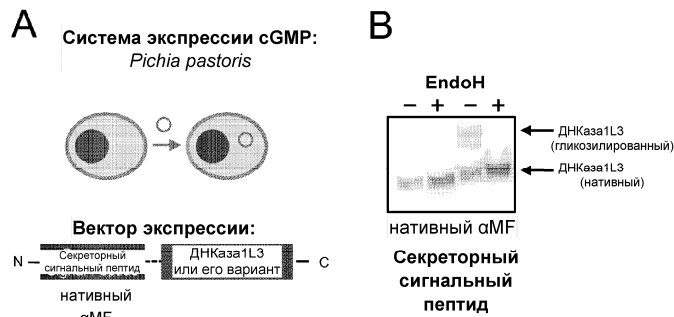 A
Система экспрессии cGMP:
Pichia pastoris
Вектор экспрессии:
N
Секреторный
сигнальный пептид
ДНКаза1L3
или его вариант
C
нативный
αMF
B
EndoH
– + – +
ДНКаза1L3
(гликозилированный)
ДНКаза1L3
(нативный)
нативный αMF
Секреторный
сигнальный
пептид